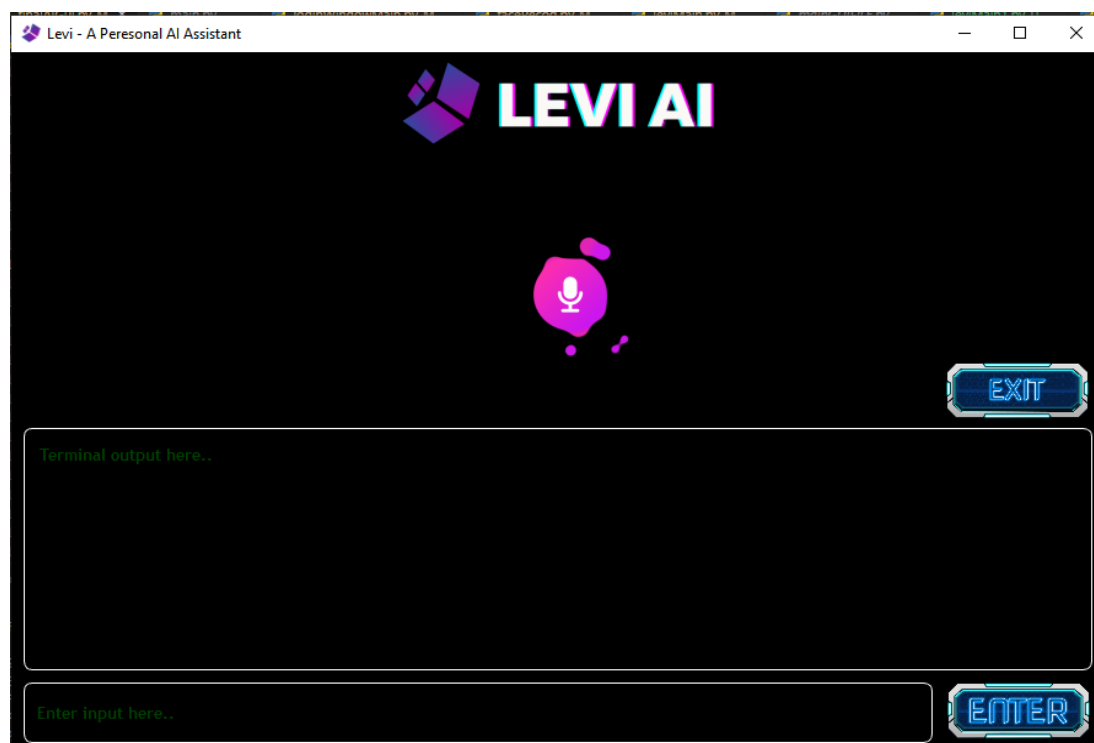 Levi - A Peresonal AI Assistant
LEVI AI
EXIT
Terminal output here..
Enter input here..
ENTER